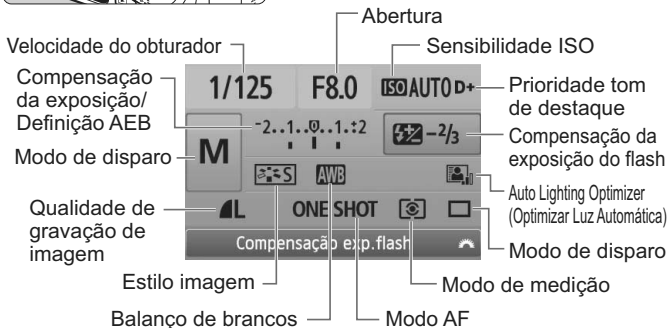 Abertura
Velocidade do obturador
Sensibilidade ISO
Compensação
da exposição/
Definição AEB
1/125 F8.0 ISO AUTO D+
Prioridade tom
de destaque
-2..1..0..1.:2
-2/3
Compensação da
exposição do flash
Modo de disparo
M
S AWB
Auto Lighting Optimizer
(Optimizar Luz Automática)
Qualidade de
gravação de
imagem
L ONE SHOT
Modo de disparo
Compensação exp.flash
Estilo imagem
Modo de medição
Balanço de brancos
Modo AF